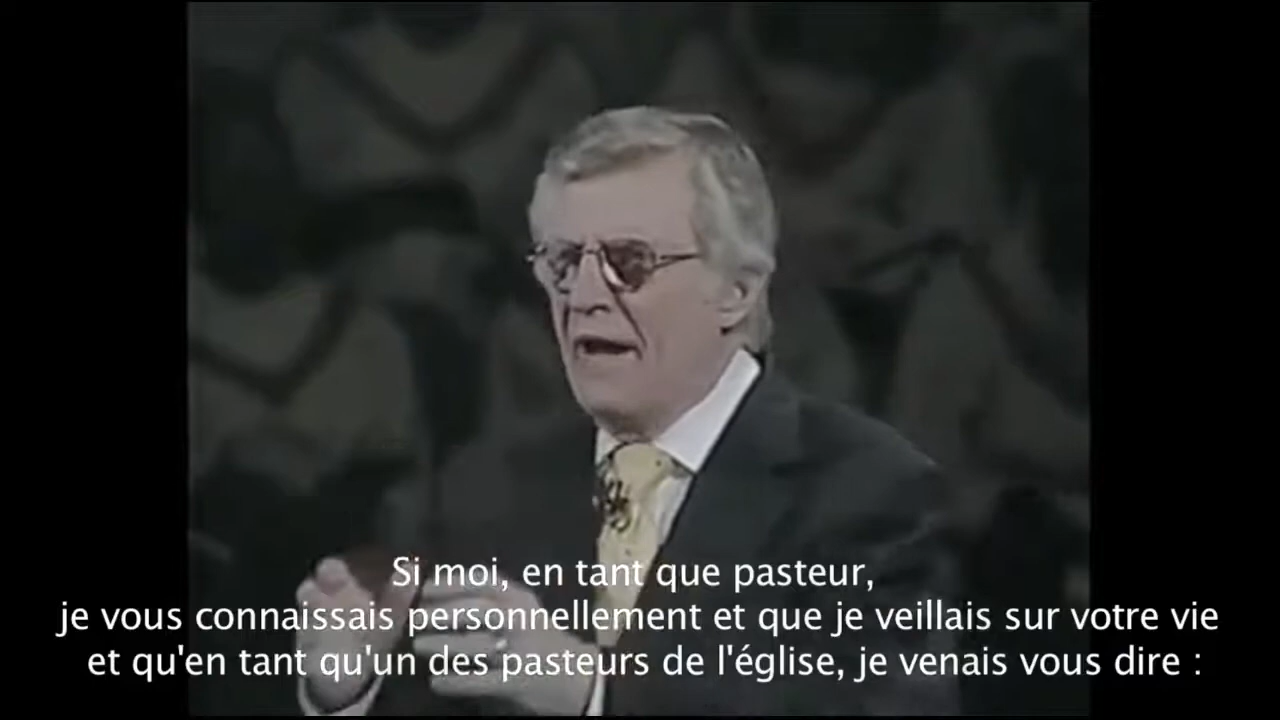 Si moi, en tant que pasteur,
je vous connaissais personnellement et que je veillais sur votre vie
et qu'en tant qu'un des pasteurs de l'église, je venais vous dire :